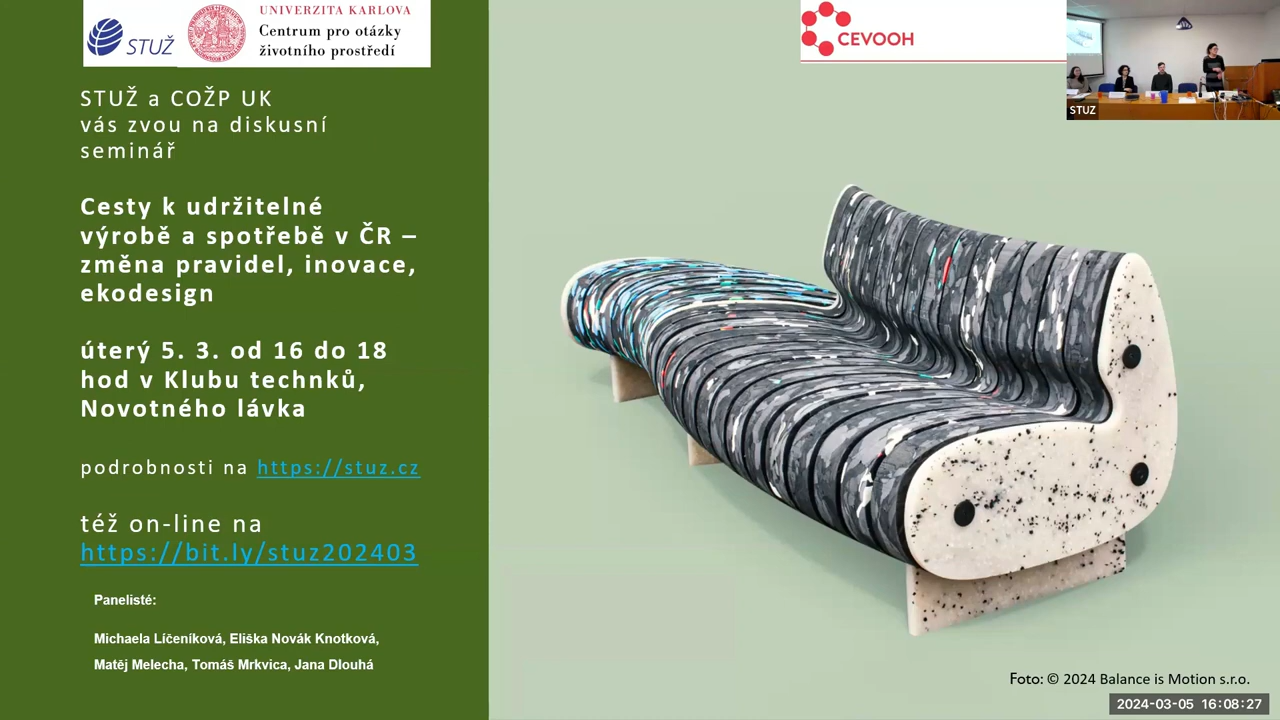 STUŽ
UNIVERZITA KARLOVA
Centrum pro otázky
životního prostředí
CEVOOH
STUZ
STUŽ a COŽP UK
vás zvou na diskusní
seminář
Cesty k udržitelné
výrobě a spotřebě v ČR –
změna pravidel, inovace,
ekodesign
úterý 5. 3. od 16 do 18
hod v Klubu technků,
Novotného lávka
podrobnosti na https://stuz.cz
též on-line na
https://bit.ly/stuz202403
Panelisté:
Michaela Líčeníková, Eliška Novák Knotková,
Matěj Melecha, Tomáš Mrkvica, Jana Dlouhá
Foto: © 2024 Balance is Motion s.r.o.
2024-03-05 16:08:27